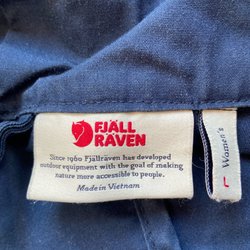 FJÄLL
RÄVEN
Since 1960 Fjällräven has developed
outdoor equipment with the goal of making
nature more accessible to people.
Made in Vietnam
Women's
L